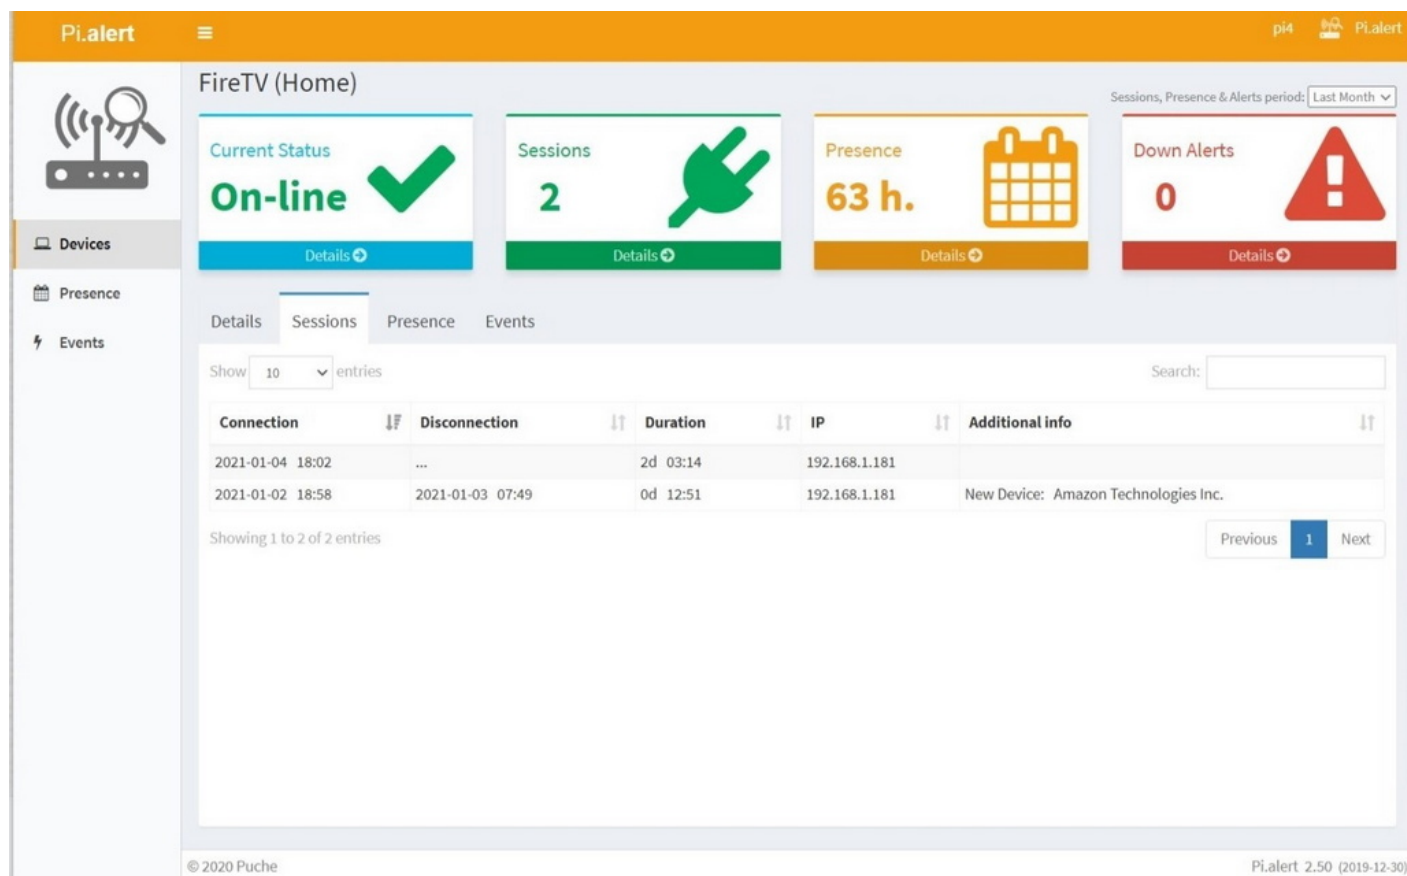 Pi.alert
pi4 Pi.alert
FireTV (Home)
Sessions, Presence & Alerts period: Last Month
Current Status
On-line
Details
Sessions
2
Details
Presence
63 h.
Details
Down Alerts
0
Details
Devices
Presence
Events
Details Sessions Presence Events
Show 10 entries
Search:
Connection Disconnection Duration IP Additional info
2021-01-04 18:02 ... 2d 03:14 192.168.1.181
2021-01-02 18:58 2021-01-03 07:49 0d 12:51 192.168.1.181 New Device: Amazon Technologies Inc.
Showing 1 to 2 of 2 entries
Previous 1 Next
© 2020 Puche
Pi.alert 2.50 (2019-12-30)